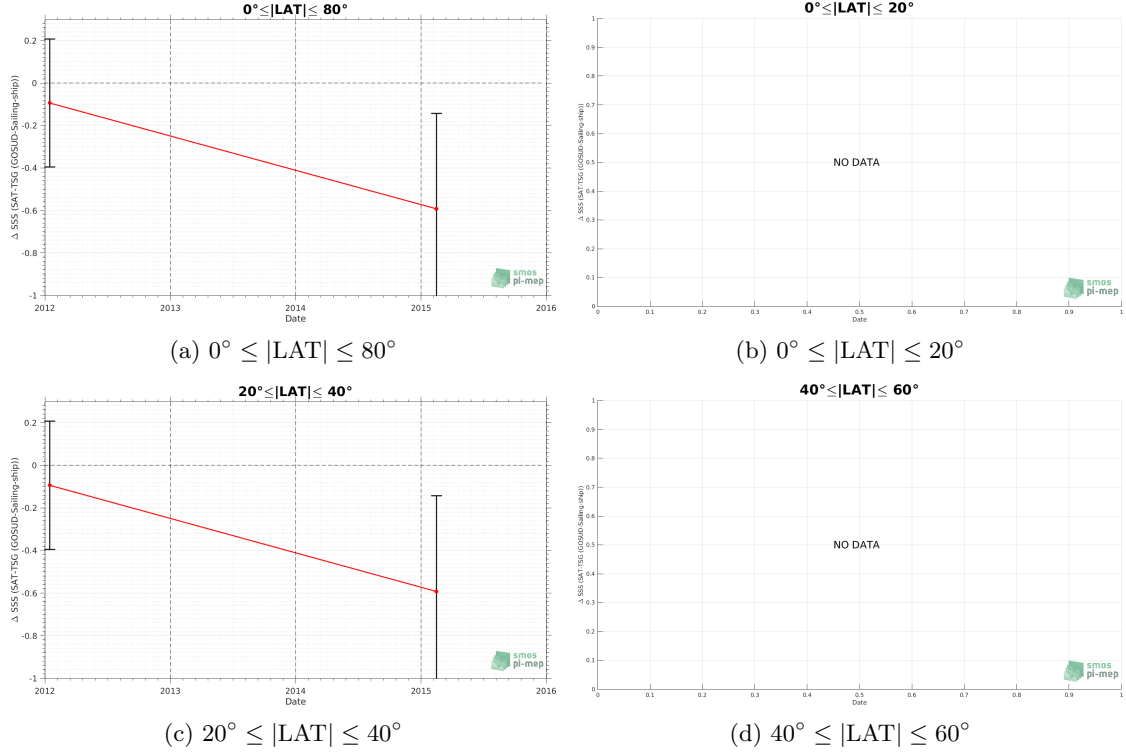 0°≤|LAT|≤ 80°
Δ SSS (SAT-TSG (GOSUD-Sailing-ship))
0.2
0
-0.2
-0.4
-0.6
-0.8
-1
2012 2013 2014 2015 2016
Date
smos
pi-mep
(a) 0° ≤ |LAT| ≤ 80°
0°≤|LAT|≤ 20°
Δ SSS (SAT-TSG (GOSUD-Sailing-ship))
1
0.9
0.8
0.7
0.6
0.5
0.4
0.3
0.2
0.1
0
NO DATA
0 0.1 0.2 0.3 0.4 0.5 0.6 0.7 0.8 0.9 1
Date
smos
pi-mep
(b) 0° ≤ |LAT| ≤ 20°
20°≤|LAT|≤ 40°
Δ SSS (SAT-TSG (GOSUD-Sailing-ship))
0.2
0
-0.2
-0.4
-0.6
-0.8
-1
2012 2013 2014 2015 2016
Date
smos
pi-mep
(c) 20° ≤ |LAT| ≤ 40°
40°≤|LAT|≤ 60°
Δ SSS (SAT-TSG (GOSUD-Sailing-ship))
1
0.9
0.8
0.7
0.6
0.5
0.4
0.3
0.2
0.1
0
NO DATA
0 0.1 0.2 0.3 0.4 0.5 0.6 0.7 0.8 0.9 1
Date
smos
pi-mep
(d) 40° ≤ |LAT| ≤ 60°